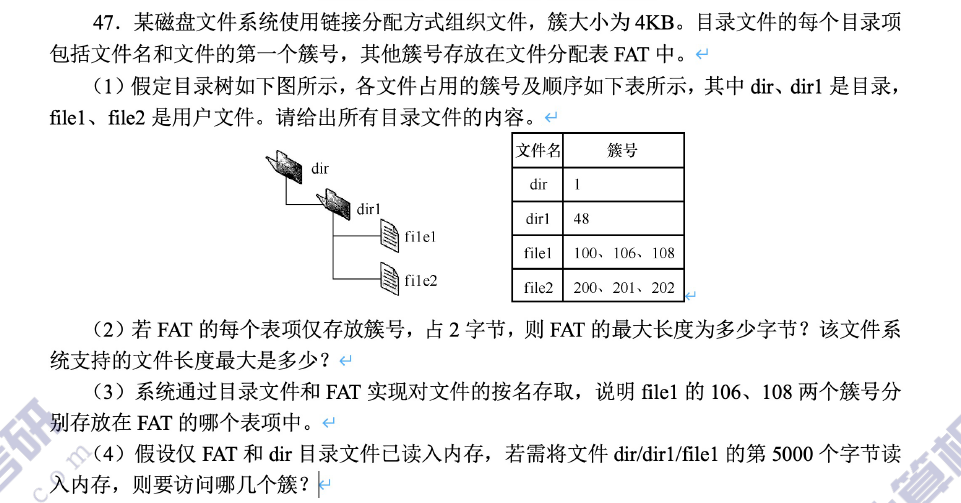 47．某磁盘文件系统使用链接分配方式组织文件，簇大小为 4KB。目录文件的每个目录项
包括文件名和文件的第一个簇号，其他簇号存放在文件分配表 FAT 中。
（1）假定目录树如下图所示，各文件占用的簇号及顺序如下表所示，其中 dir、dir1 是目录，
file1、file2 是用户文件。请给出所有目录文件的内容。
dir
dir1
file1
file2
文件名 簇号
dir 1
dir1 48
file1 100、106、108
file2 200、201、202
（2）若 FAT 的每个表项仅存放簇号，占 2 字节，则 FAT 的最大长度为多少字节？该文件系
统支持的文件长度最大是多少？
（3）系统通过目录文件和 FAT 实现对文件的按名存取，说明 file1 的 106、108 两个簇号分
别存放在 FAT 的哪个表项中。
（4）假设仅 FAT 和 dir 目录文件已读入内存，若需将文件 dir/dir1/file1 的第 5000 个字节读
入内存，则要访问哪几个簇？